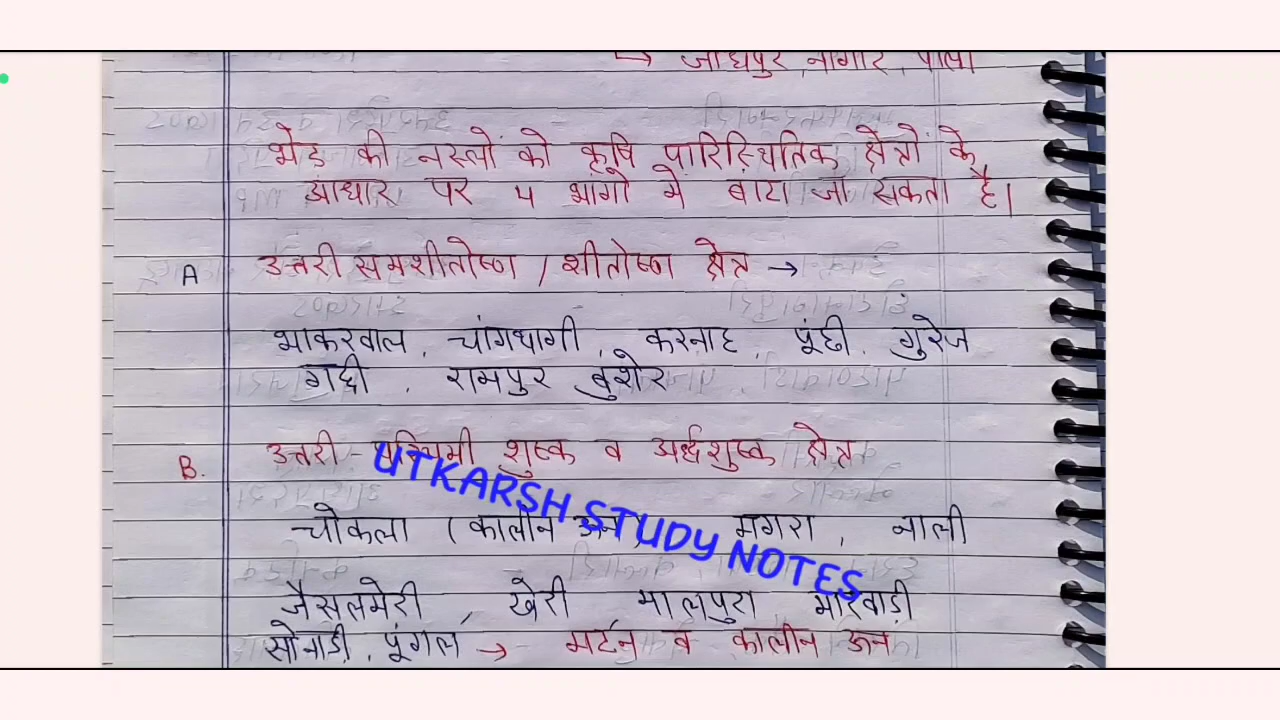 → जोधपुर, नागौर, पाली
भेड की नस्लों को कृषि पारिस्थितिक क्षेत्रों के
आधार पर 4 भागो में बाटा जा सकता है।
A उत्तरी समशीतोष्ण / शीतोष्ण क्षेत्र →
भाकरवाल, चांगथागी, करनाह, पूंछी, गुरेज
गद्दी, रामपुर बुशेर
B. उत्तरी - पश्चिमी शुष्क व अर्धशुष्क क्षेत्र
चोकला (कालीन ऊन), मगरा, नाली
जैसलमेरी, खेरी मालपुरा मारवाड़ी
सोनाडी, पूंगल → मटन व कालीन ऊन
UTKARSH STUDY NOTES